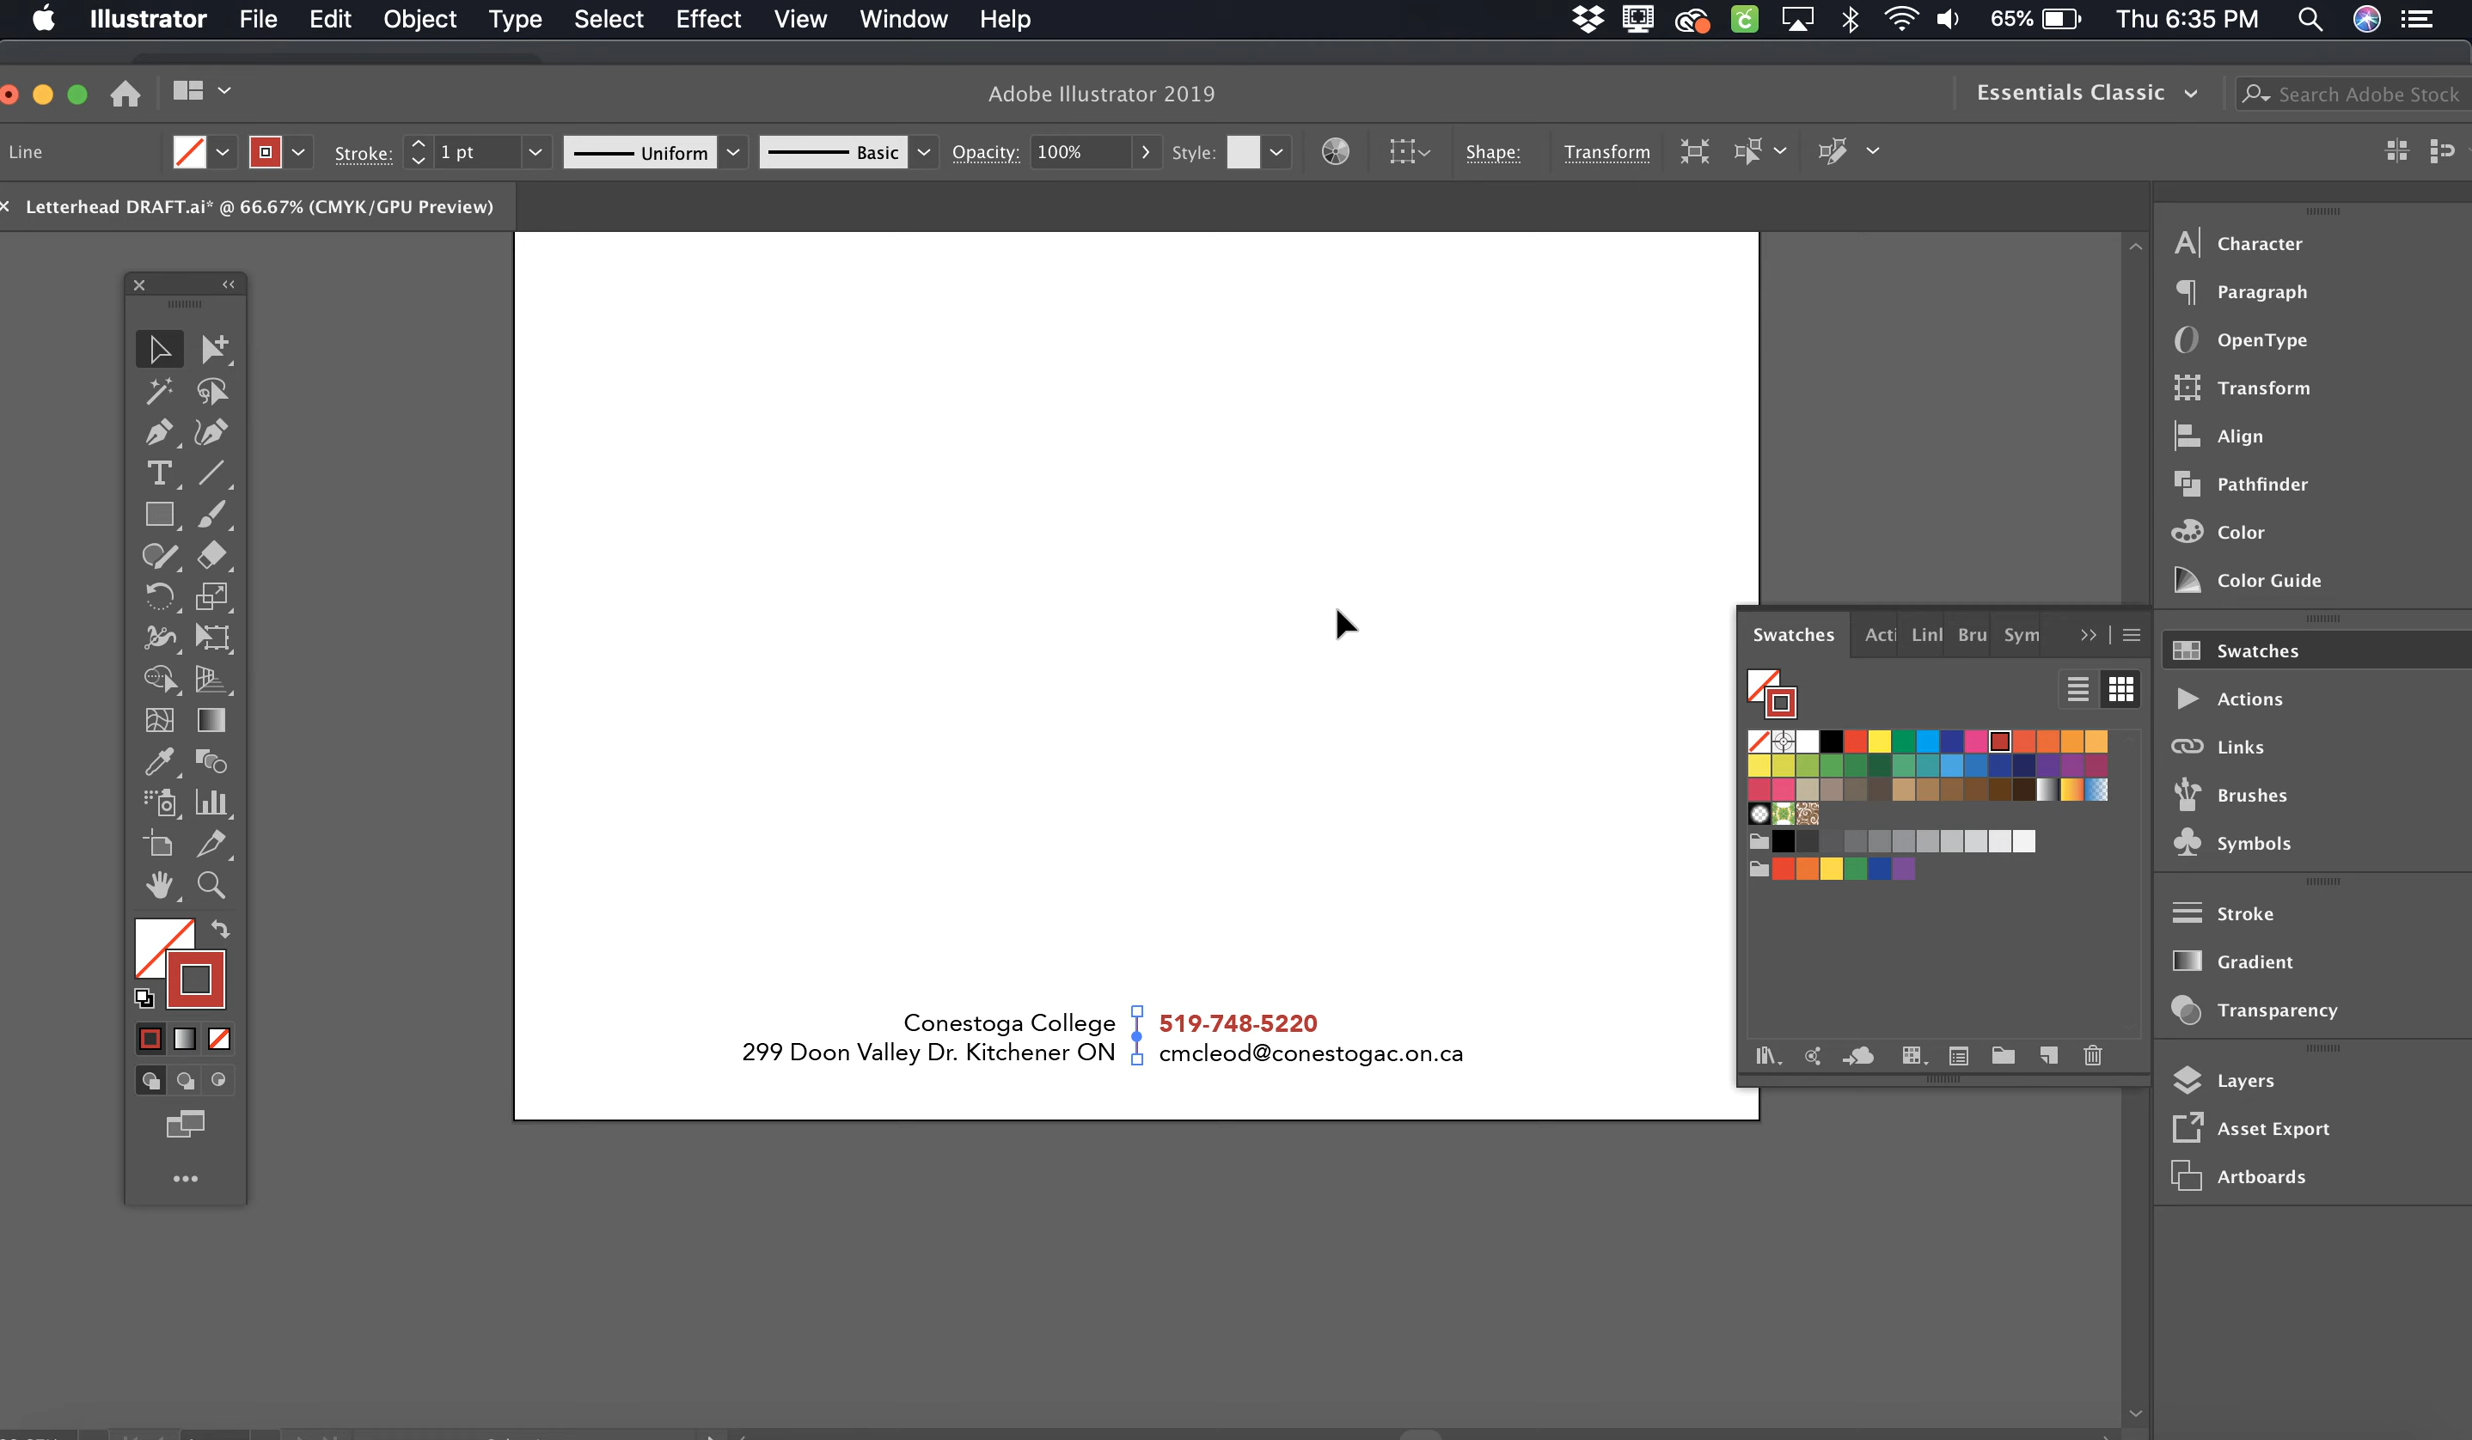 Illustrator File Edit Object Type Select Effect View Window Help 65% Thu 6:35 PM
Adobe Illustrator 2019 Essentials Classic Search Adobe Stock
Line Stroke: 1 pt Uniform Basic Opacity: 100% Style: Shape: Transform
Letterhead DRAFT.ai* @ 66.67% (CMYK/GPU Preview)
Character
Paragraph
OpenType
Transform
Align
Pathfinder
Color
Color Guide
Swatches Acti Linl Bru Sym
Swatches
Actions
Links
Brushes
Symbols
Stroke
Gradient
Transparency
Layers
Asset Export
Artboards
Conestoga College
299 Doon Valley Dr. Kitchener ON
519-748-5220
cmcleod@conestogac.on.ca